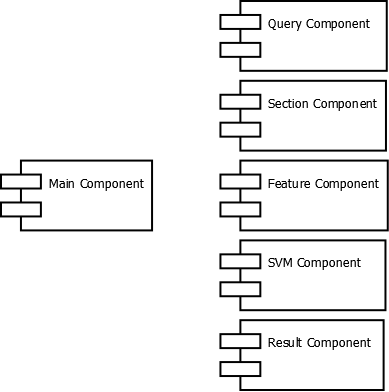 Query Component
Section Component
Main Component
Feature Component
SVM Component
Result Component